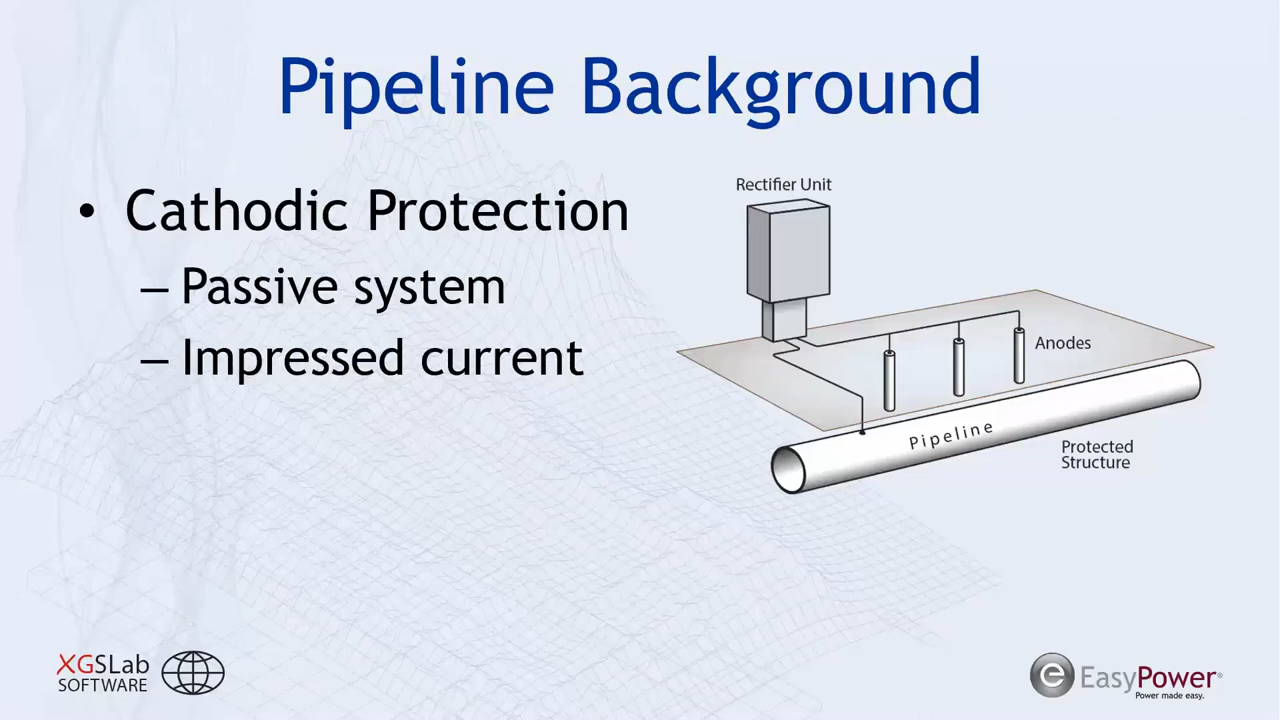 Pipeline Background
• Cathodic Protection
– Passive system
– Impressed current
Rectifier Unit
Anodes
Pipeline
Protected
Structure
XGSLab
SOFTWARE
e EasyPower®
Power made easy.